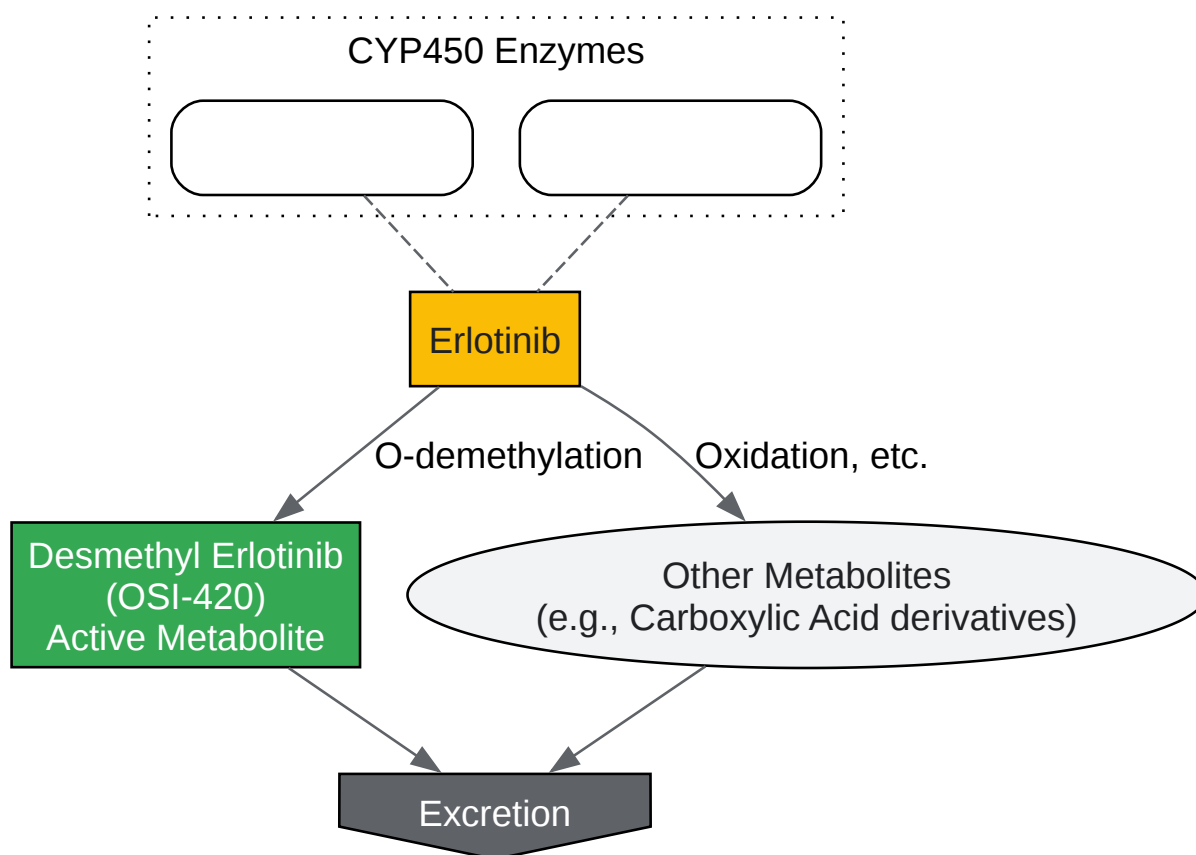 CYP450 Enzymes
Erlotinib
O-demethylation
Oxidation, etc.
Desmethyl Erlotinib
(OSI-420)
Active Metabolite
Other Metabolites
(e.g., Carboxylic Acid derivatives)
Excretion